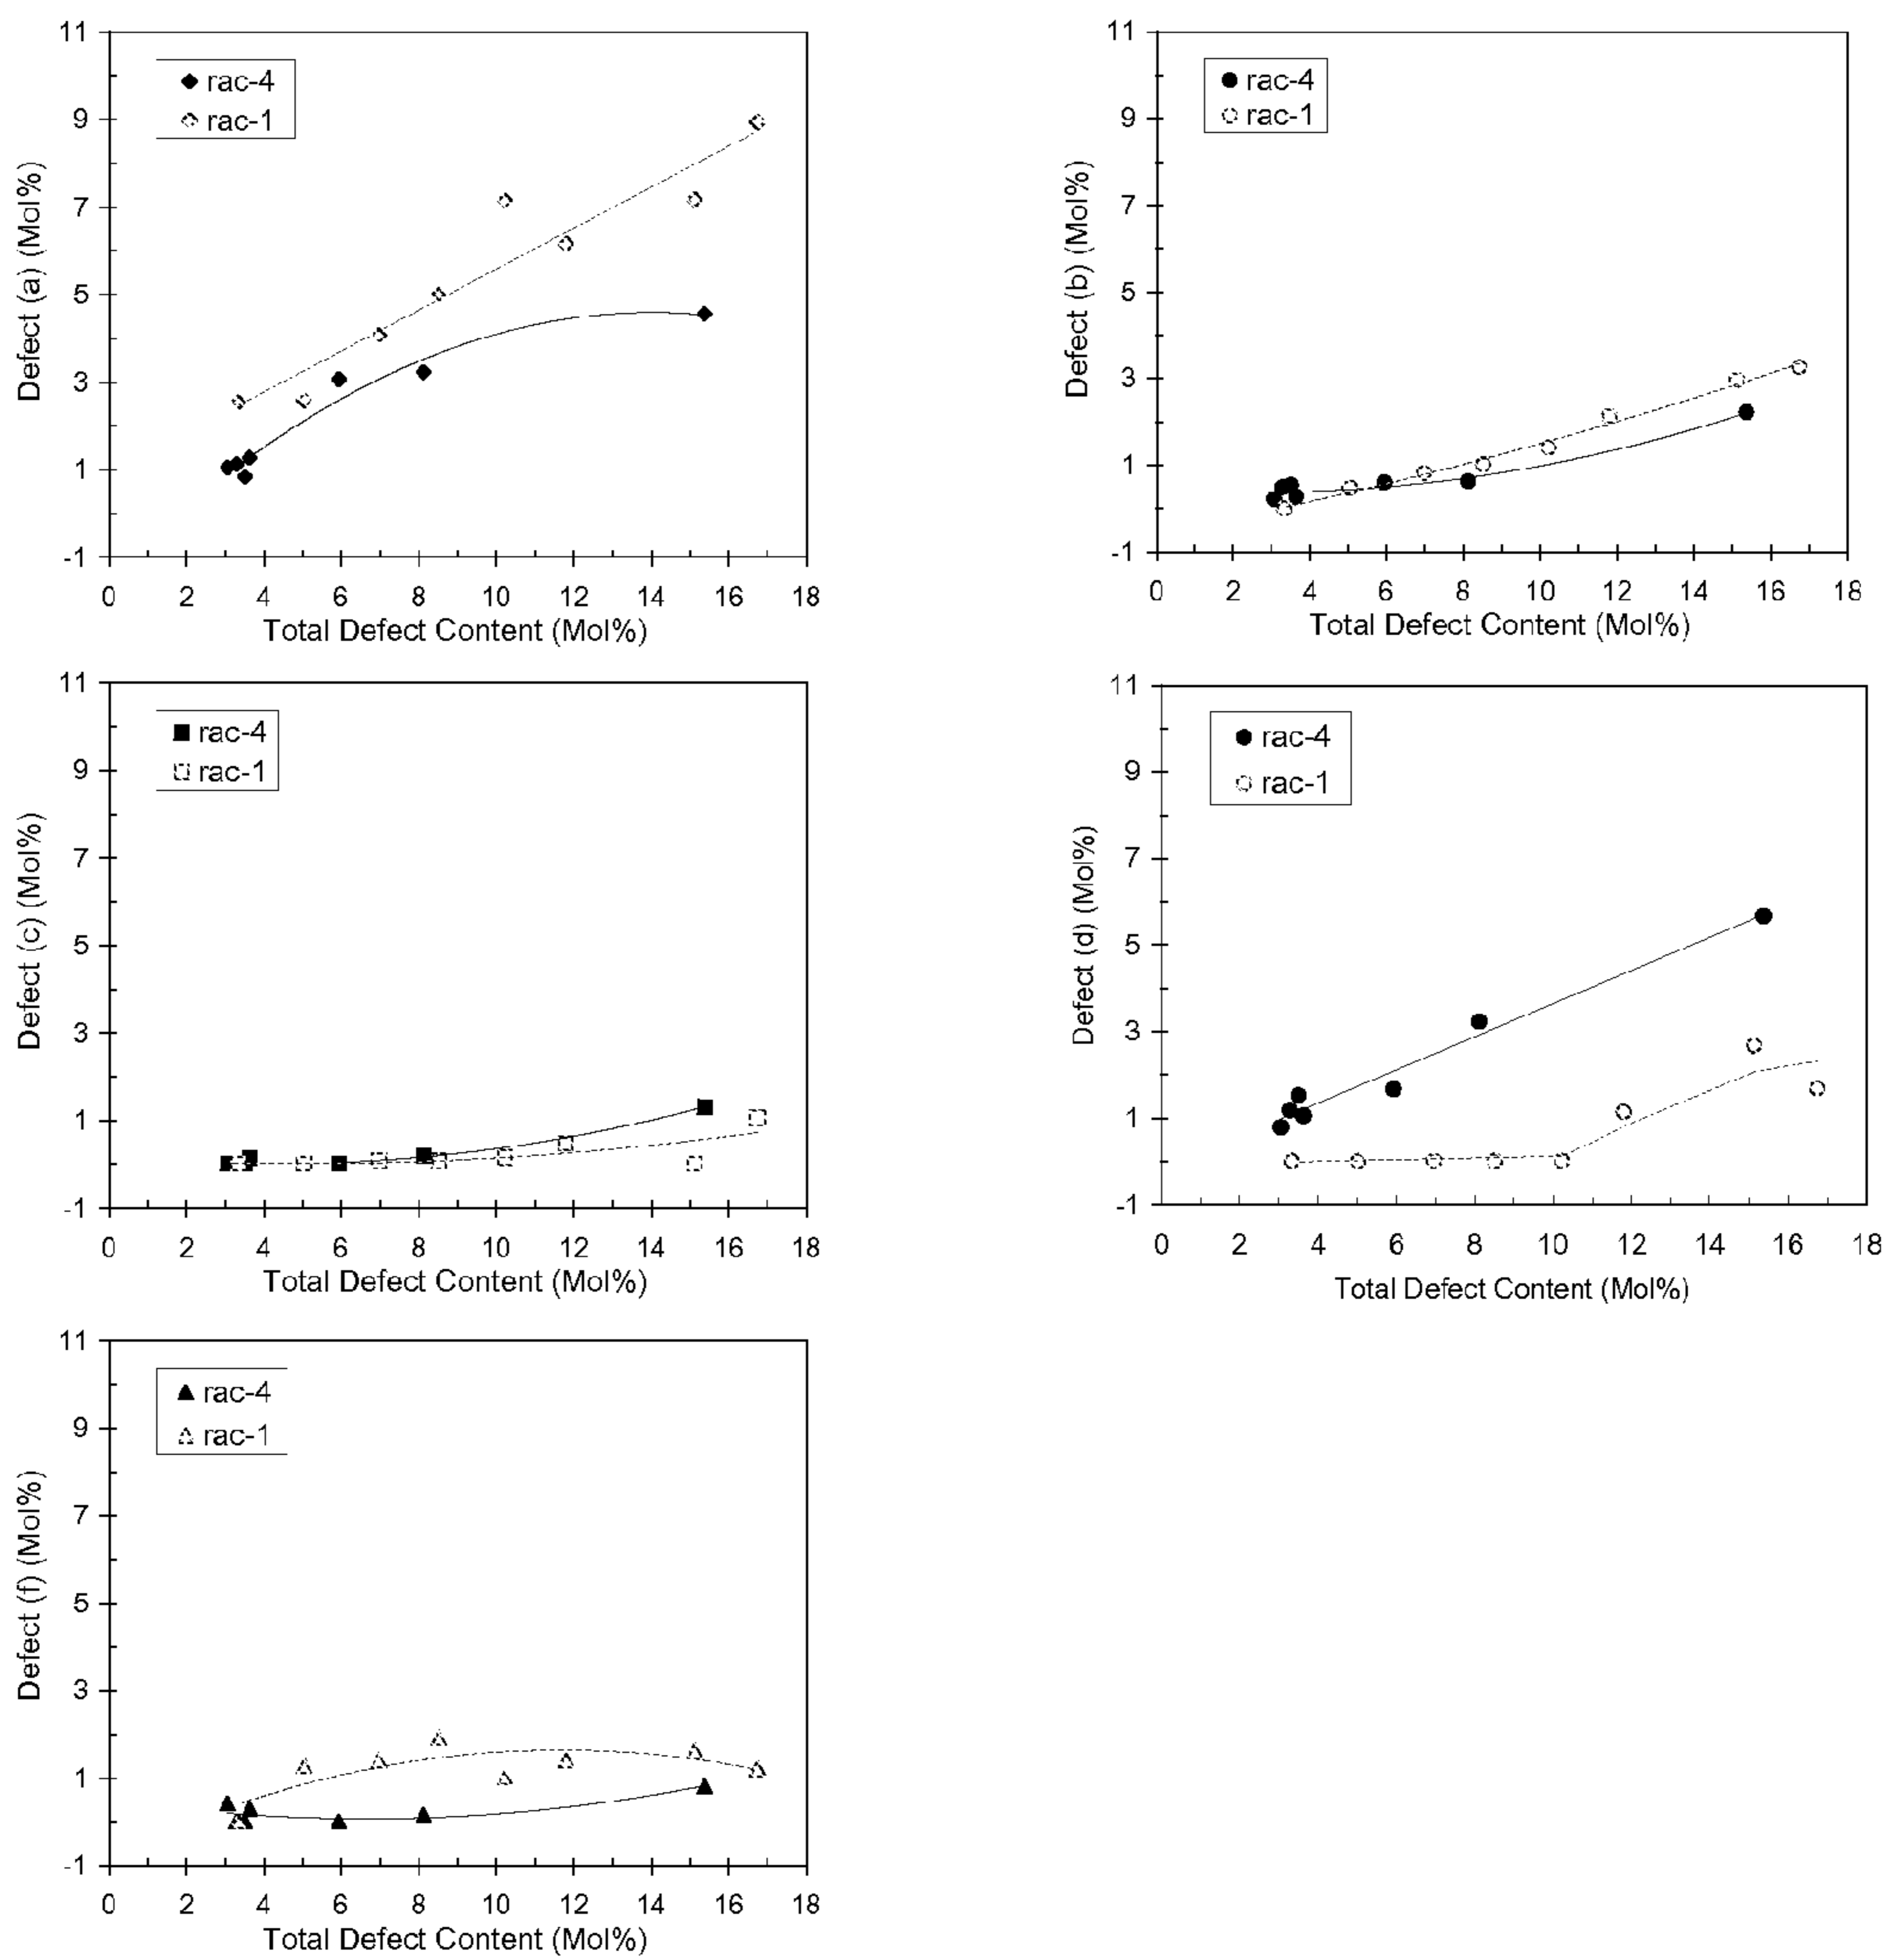 11
9
7
5
3
1
-1
Defect (a) (Mol%)
rac-4
rac-1
0 2 4 6 8 10 12 14 16 18
Total Defect Content (Mol%)
11
9
7
5
3
1
-1
Defect (b) (Mol%)
rac-4
rac-1
0 2 4 6 8 10 12 14 16 18
Total Defect Content (Mol%)
11
9
7
5
3
1
-1
Defect (c) (Mol%)
rac-4
rac-1
0 2 4 6 8 10 12 14 16 18
Total Defect Content (Mol%)
11
9
7
5
3
1
-1
Defect (d) (Mol%)
rac-4
rac-1
0 2 4 6 8 10 12 14 16 18
Total Defect Content (Mol%)
11
9
7
5
3
1
-1
Defect (f) (Mol%)
rac-4
rac-1
0 2 4 6 8 10 12 14 16 18
Total Defect Content (Mol%)